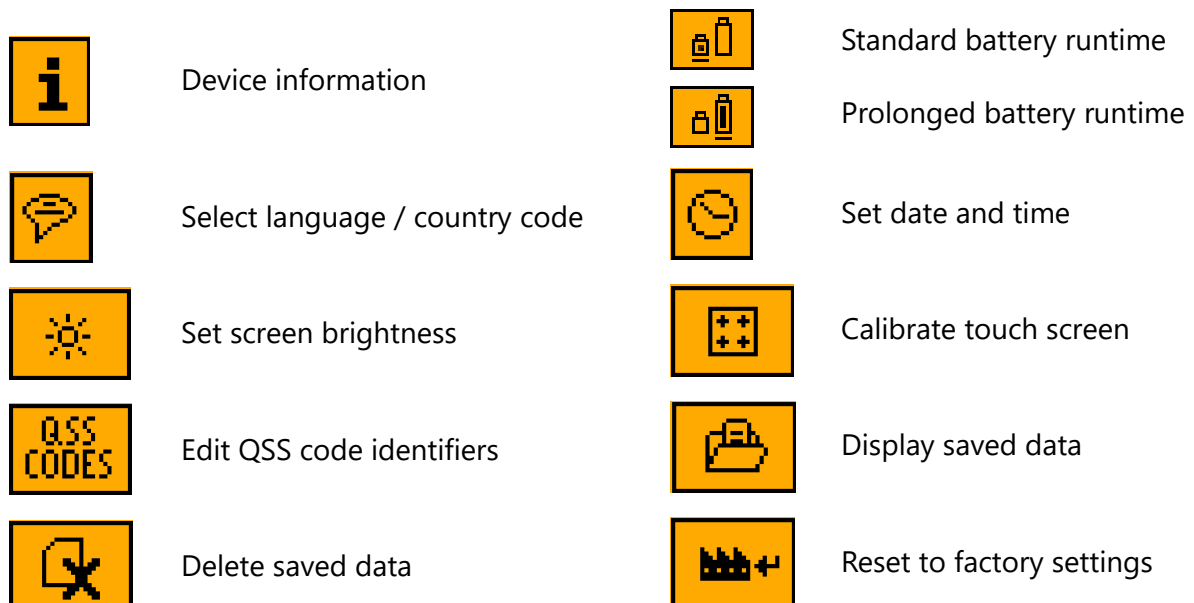 i
Device information
Select language / country code
Set screen brightness
QSS
CODES
Edit QSS code identifiers
Delete saved data
Standard battery runtime
Prolonged battery runtime
Set date and time
Calibrate touch screen
Display saved data
Reset to factory settings